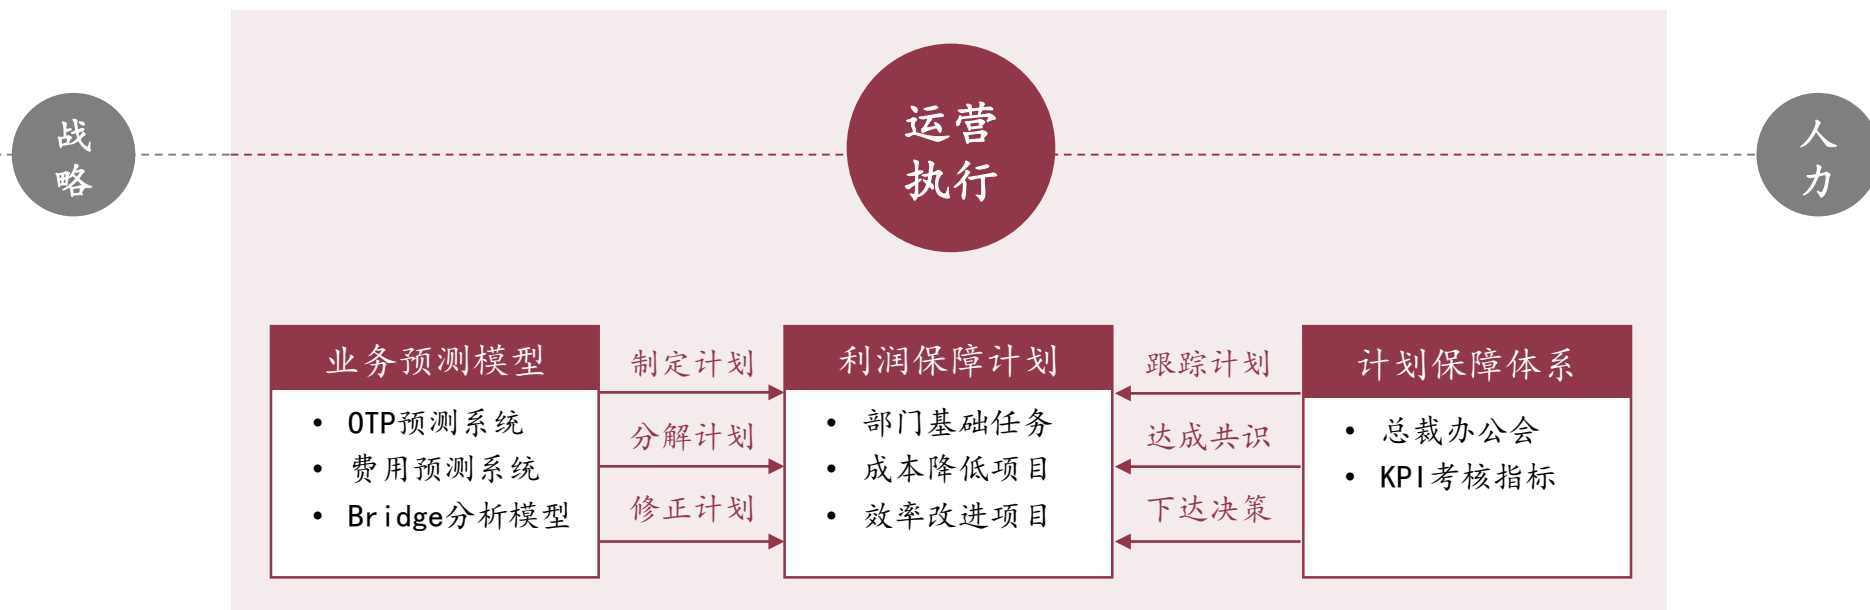 战
略
运营
执行
人
力
业务预测模型
• OTP预测系统
• 费用预测系统
• Bridge分析模型
制定计划
分解计划
修正计划
利润保障计划
• 部门基础任务
• 成本降低项目
• 效率改进项目
跟踪计划
达成共识
下达决策
计划保障体系
• 总裁办公会
• KPI考核指标